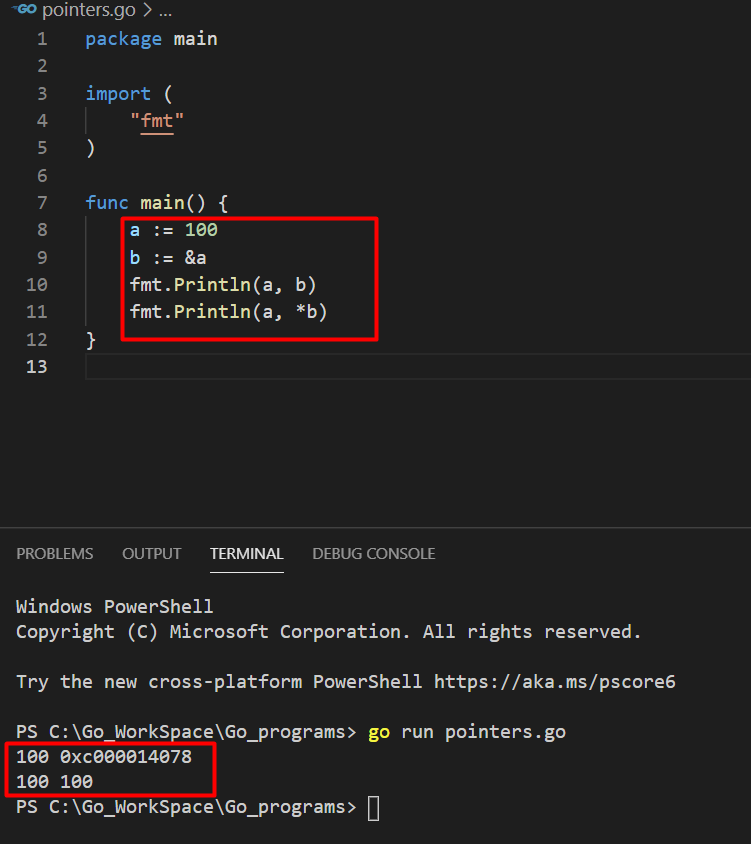 GO pointers.go > ...
1 package main
2
3 import (
4 "fmt"
5 )
6
7 func main() {
8 a := 100
9 b := &a
10 fmt.Println(a, b)
11 fmt.Println(a, *b)
12 }
13
PROBLEMS OUTPUT TERMINAL DEBUG CONSOLE
Windows PowerShell
Copyright (C) Microsoft Corporation. All rights reserved.
Try the new cross-platform PowerShell https://aka.ms/pscore6
PS C:\Go_WorkSpace\Go_programs> go run pointers.go
100 0xc000014078
100 100
PS C:\Go_WorkSpace\Go_programs>